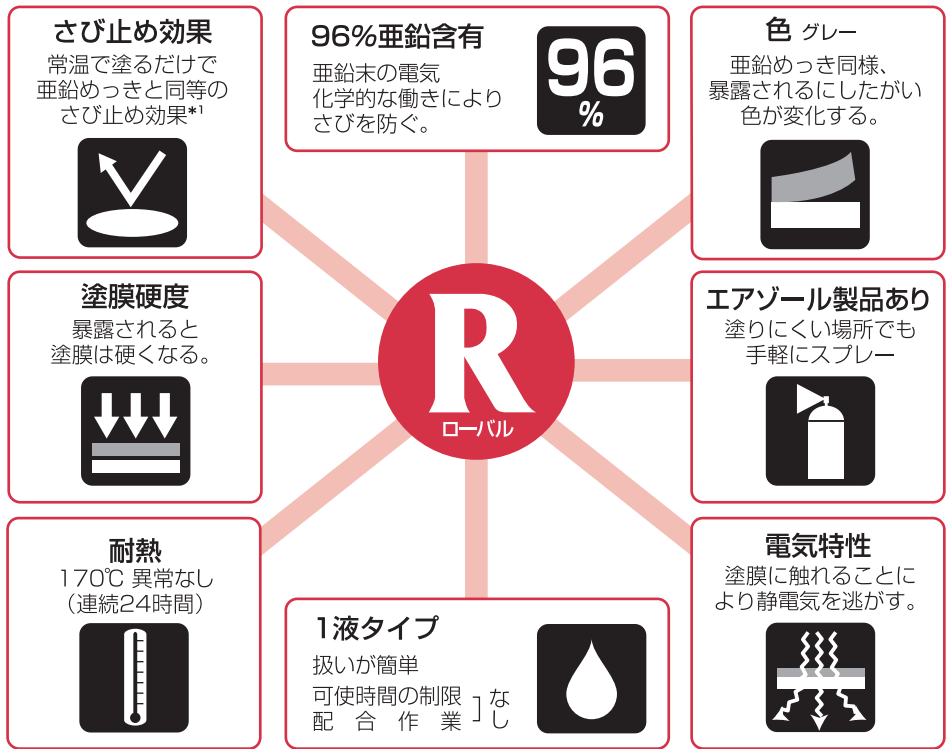 さび止め効果
常温で塗るだけで
亜鉛めっきと同等の
さび止め効果*1
96%亜鉛含有
亜鉛末の電気
化学的な働きにより
さびを防ぐ。
96
%
色 グレー
亜鉛めっき同様、
暴露されるにしたがい
色が変化する。
塗膜硬度
暴露されると
塗膜は硬くなる。
R
ローバル
エアゾール製品あり
塗りにくい場所でも
手軽にスプレー
耐熱
170℃ 異常なし
(連続24時間)
1液タイプ
扱いが簡単
可使時間の制限
配合作業
]なし
電気特性
塗膜に触れることに
より静電気を逃がす。